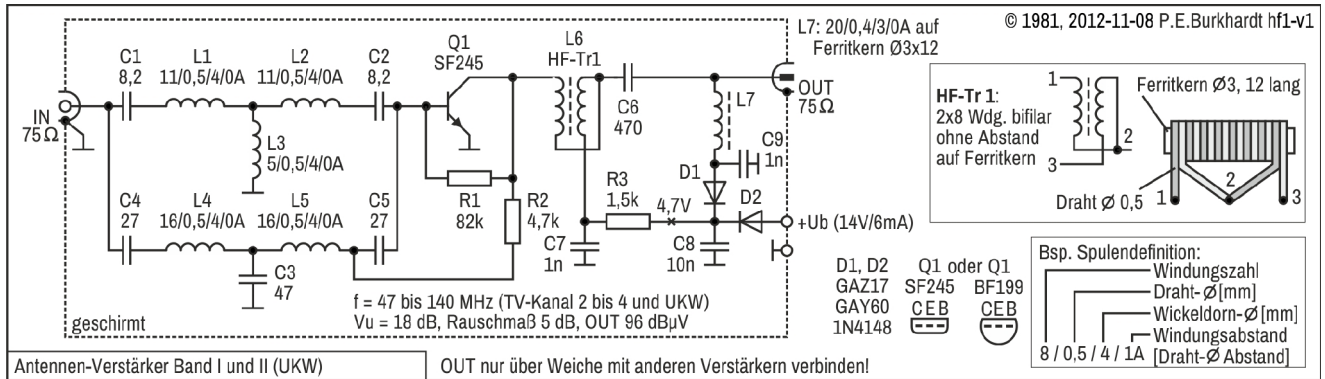 © 1981, 2012-11-08 P.E.Burkhardt hf1-v1
L7: 20/0,4/3/0A auf
Ferritkern Ø3x12
C1
8,2
L1
11/0,5/4/0A
L2
11/0,5/4/0A
C2
8,2
Q1
SF245
L6
HF-Tr1
C6
470
OUT
75Ω
IN
75Ω
L3
5/0,5/4/0A
L7
C9
1n
C4
27
L4
16/0,5/4/0A
L5
16/0,5/4/0A
C5
27
R1
82k
R2
4,7k
R3
1,5k
4,7V
D1
D2
+Ub (14V/6mA)
C3
47
C7
1n
C8
10n
f = 47 bis 140 MHz (TV-Kanal 2 bis 4 und UKW)
Vu = 18 dB, Rauschmaß 5 dB, OUT 96 dBµV
geschirmt
HF-Tr 1:
2x8 Wdg. bifilar
ohne Abstand
auf Ferritkern
1
2
3
Ferritkern Ø3, 12 lang
Draht Ø 0,5
1
2
3
D1, D2
GAZ17
GAY60
1N4148
Q1 oder Q1
SF245 BF199
CEB CEB
Bsp. Spulendefinition:
Windungszahl
Draht-Ø [mm]
Wickeldorn-Ø [mm]
Windungsabstand
8 / 0,5 / 4 / 1A [Draht-Ø Abstand]
Antennen-Verstärker Band I und II (UKW)
OUT nur über Weiche mit anderen Verstärkern verbinden!